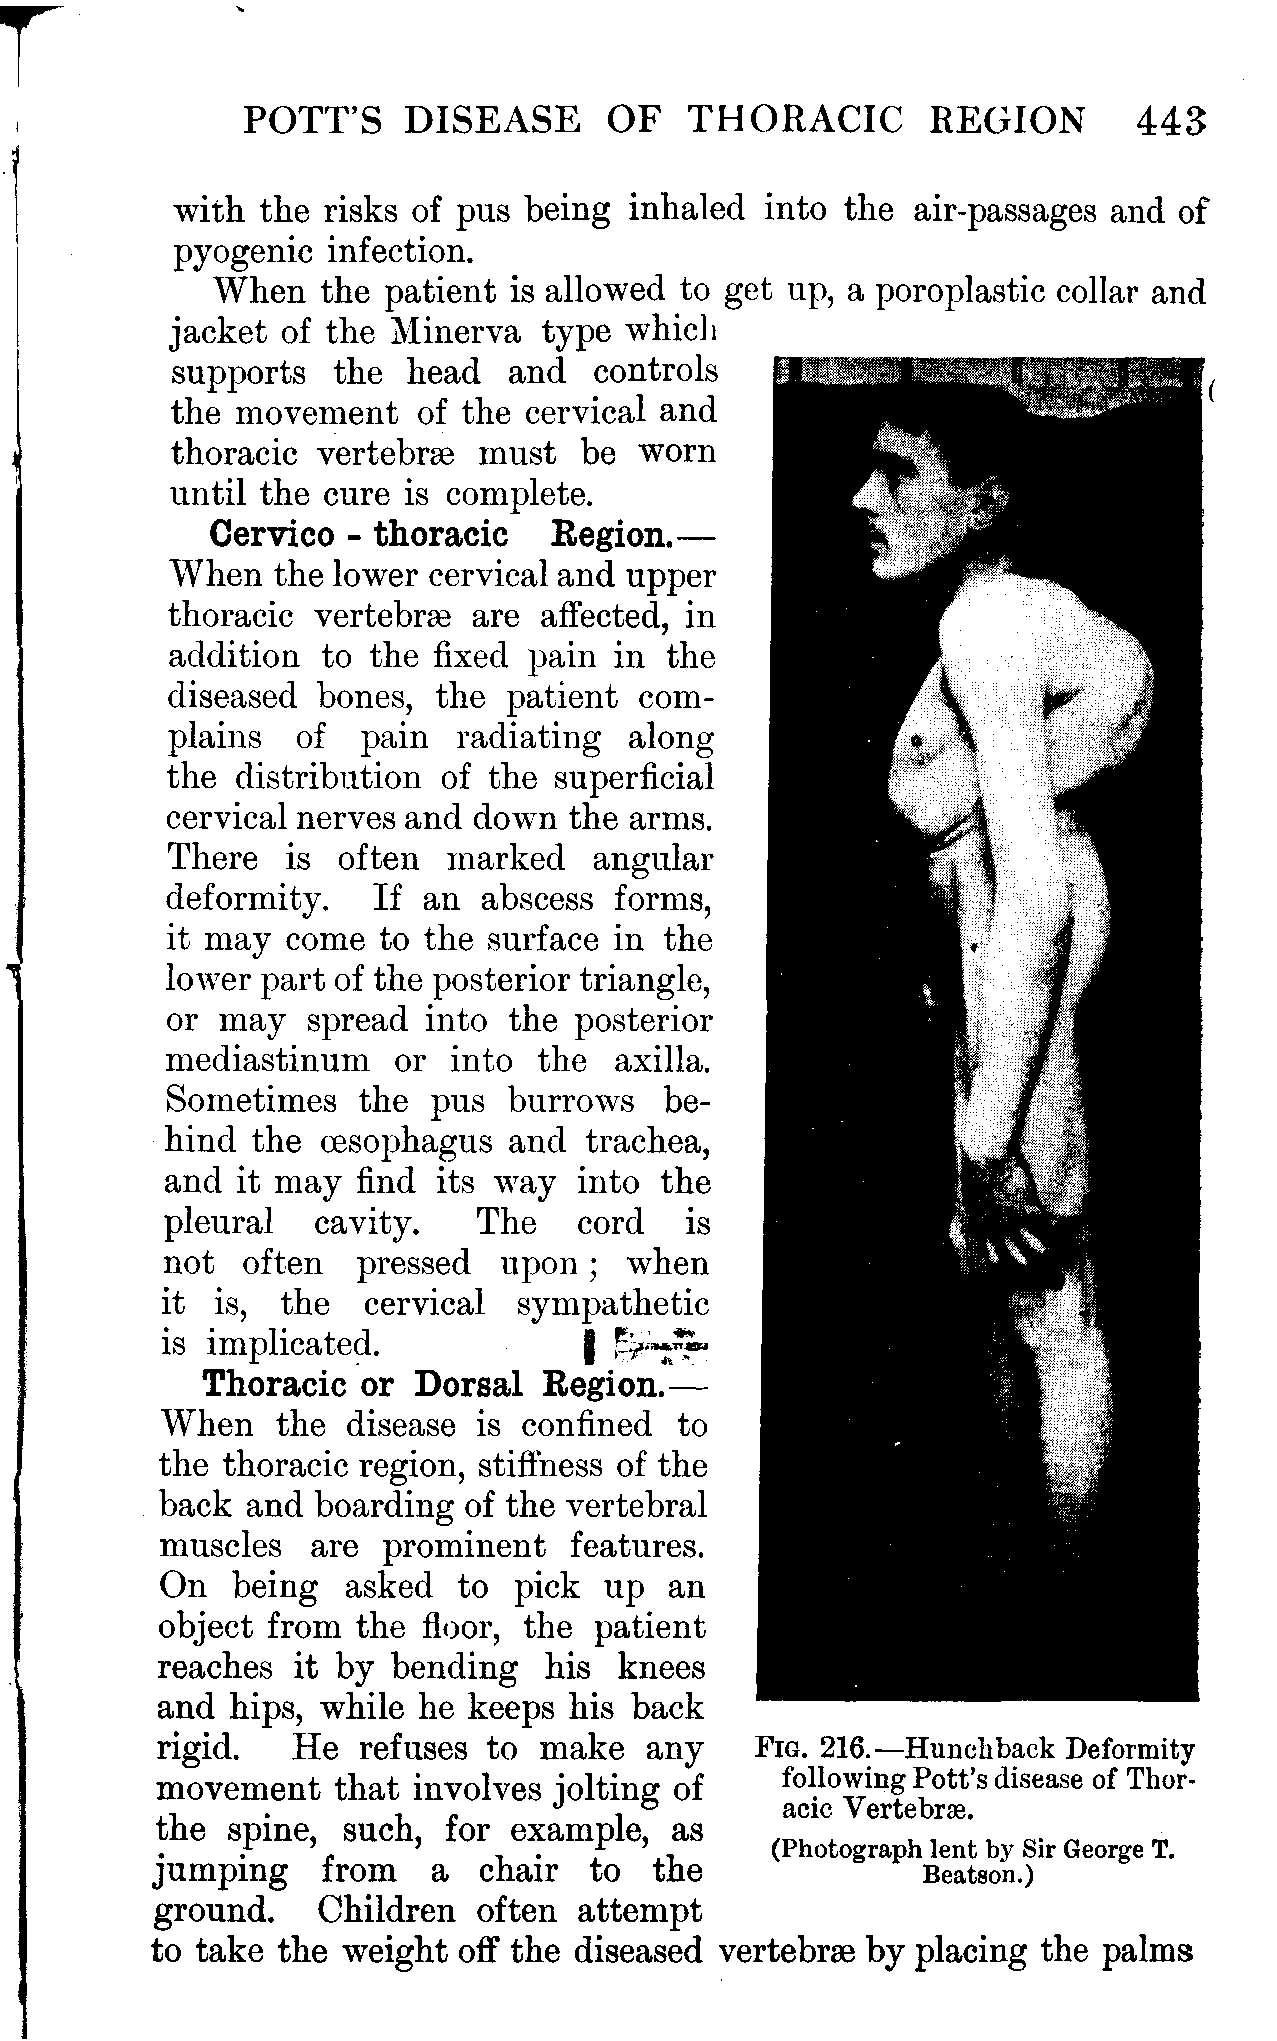 POTT'S DISEASE OF THORACIC REGION 443
with the risks of pus being inhaled into the air-passages and of
pyogenic infection.
When the patient is allowed to get up, a poroplastic collar and
jacket of the Minerva type which
supports the head and controls
the movement of the cervical and
thoracic vertebræ must be worn
until the cure is complete.
Cervico - thoracic Region.—
When the lower cervical and upper
thoracic vertebræ are affected, in
addition to the fixed pain in the
diseased bones, the patient com-
plains of pain radiating along
the distribution of the superficial
cervical nerves and down the arms.
There is often marked angular
deformity. If an abscess forms,
it may come to the surface in the
lower part of the posterior triangle,
or may spread into the posterior
mediastinum or into the axilla.
Sometimes the pus burrows be-
hind the œsophagus and trachea,
and it may find its way into the
pleural cavity. The cord is
not often pressed upon ; when
it is, the cervical sympathetic
is implicated.
Thoracic or Dorsal Region.—
When the disease is confined to
the thoracic region, stiffness of the
back and boarding of the vertebral
muscles are prominent features.
On being asked to pick up an
object from the floor, the patient
reaches it by bending his knees
and hips, while he keeps his back
rigid. He refuses to make any
movement that involves jolting of
the spine, such, for example, as
jumping from a chair to the
ground. Children often attempt
to take the weight off the diseased vertebræ by placing the palms
FIG. 216.—Hunchback Deformity
following Pott's disease of Thor-
acic Vertebræ.
(Photograph lent by Sir George T.
Beatson.)